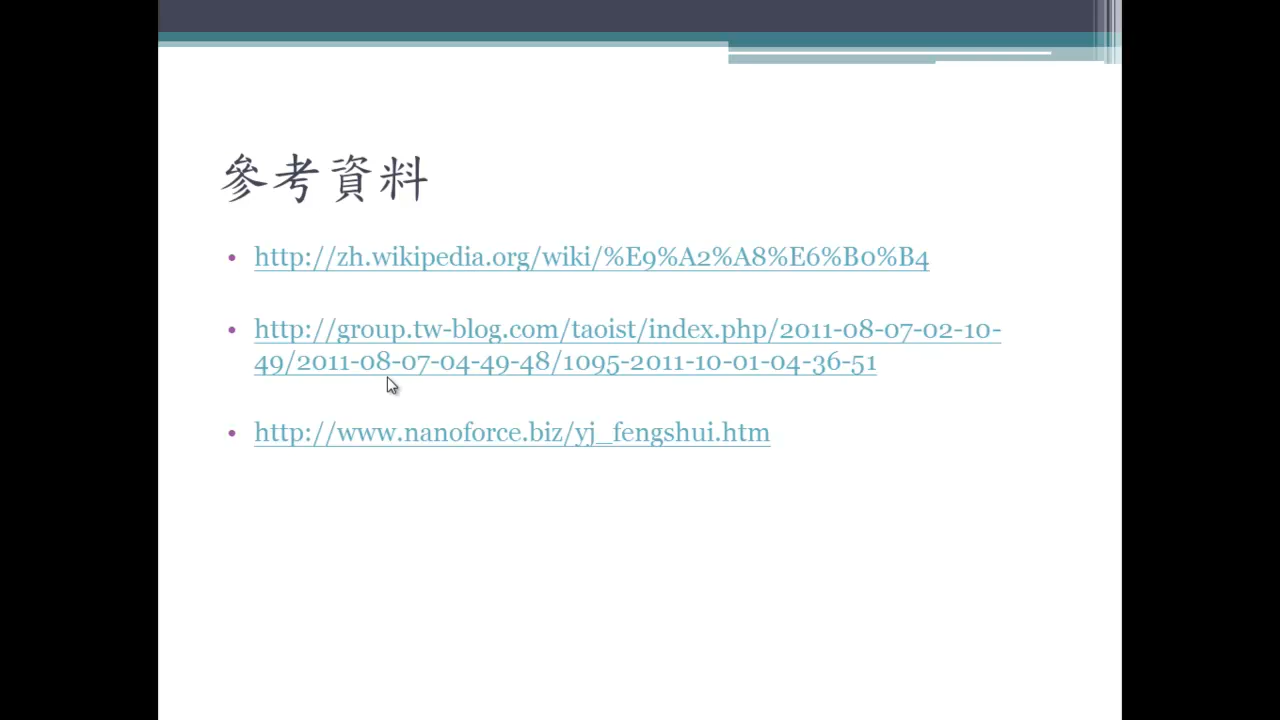 參考資料
• http://zh.wikipedia.org/wiki/%E9%A2%A8%E6%B0%B4
• http://group.tw-blog.com/taoist/index.php/2011-08-07-02-10-
49/2011-08-07-04-49-48/1095-2011-10-01-04-36-51
• http://www.nanoforce.biz/yj_fengshui.htm